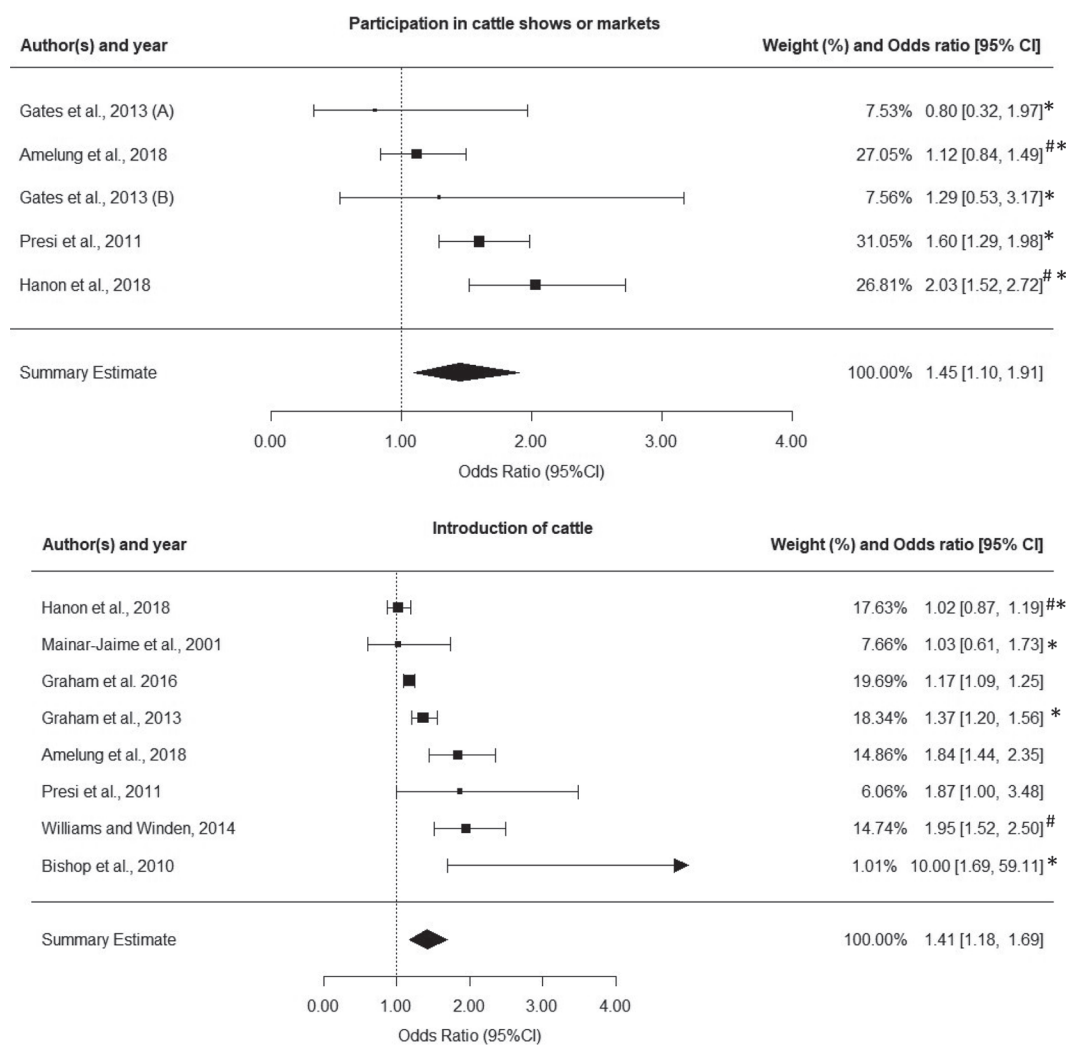 Participation in cattle shows or markets
Author(s) and year Weight (%) and Odds ratio [95% CI]
Gates et al., 2013 (A) 7.53% 0.80 [0.32, 1.97]*
Amelung et al., 2018 27.05% 1.12 [0.84, 1.49]#*
Gates et al., 2013 (B) 7.56% 1.29 [0.53, 3.17]*
Presi et al., 2011 31.05% 1.60 [1.29, 1.98]*
Hanon et al., 2018 26.81% 2.03 [1.52, 2.72]# *
Summary Estimate 100.00% 1.45 [1.10, 1.91]
0.00 1.00 2.00 3.00 4.00
Odds Ratio (95%CI)
Introduction of cattle
Author(s) and year Weight (%) and Odds ratio [95% CI]
Hanon et al., 2018 17.63% 1.02 [0.87, 1.19]#*
Mainar-Jaime et al., 2001 7.66% 1.03 [0.61, 1.73]*
Graham et al. 2016 19.69% 1.17 [1.09, 1.25]
Graham et al., 2013 18.34% 1.37 [1.20, 1.56] *
Amelung et al., 2018 14.86% 1.84 [1.44, 2.35]
Presi et al., 2011 6.06% 1.87 [1.00, 3.48]
Williams and Winden, 2014 14.74% 1.95 [1.52, 2.50]#
Bishop et al., 2010 1.01% 10.00 [1.69, 59.11]*
Summary Estimate 100.00% 1.41 [1.18, 1.69]
0.00 1.00 2.00 3.00 4.00
Odds Ratio (95%CI)